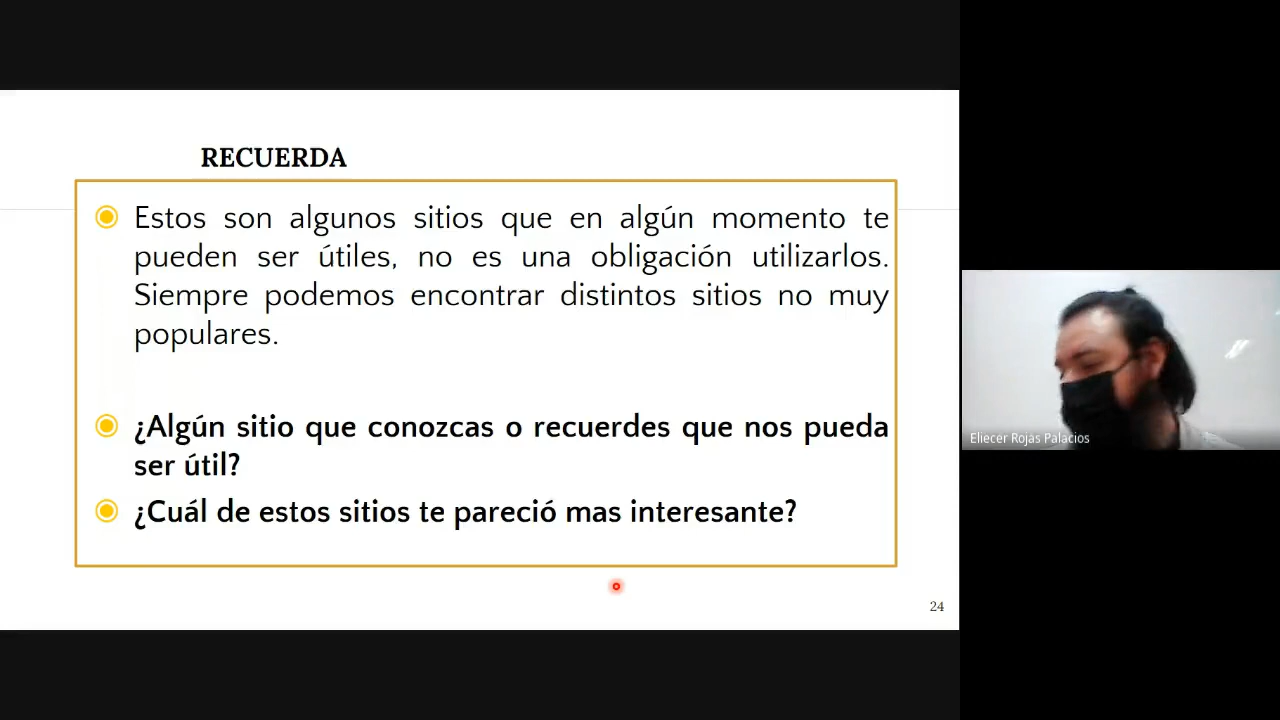 RECUERDA
Estos son algunos sitios que en algún momento te
pueden ser útiles, no es una obligación utilizarlos.
Siempre podemos encontrar distintos sitios no muy
populares.
¿Algún sitio que conozcas o recuerdes que nos pueda
ser útil?
¿Cuál de estos sitios te pareció mas interesante?
24
Eliecer Rojas Palacios